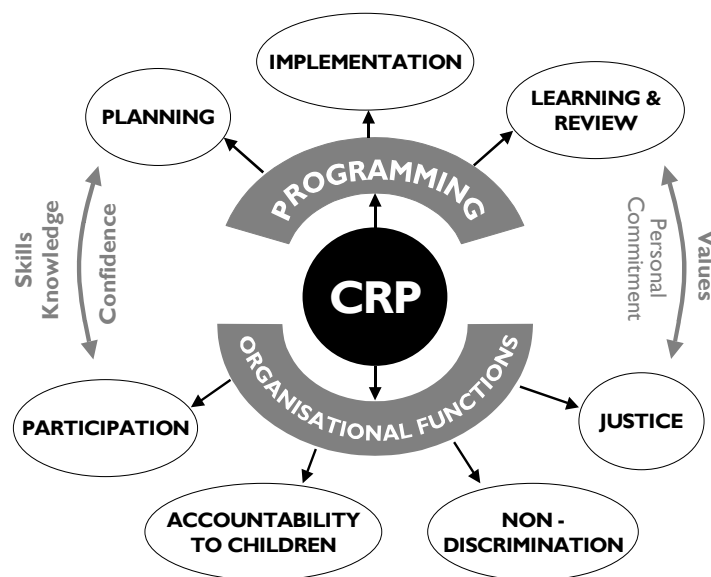 IMPLEMENTATION
PLANNING
LEARNING &
REVIEW
PROGRAMMING
Skills
Knowledge
Confidence
CRP
Values
Personal
Commitment
ORGANISATIONAL FUNCTIONS
PARTICIPATION
JUSTICE
ACCOUNTABILITY
TO CHILDREN
NON -
DISCRIMINATION